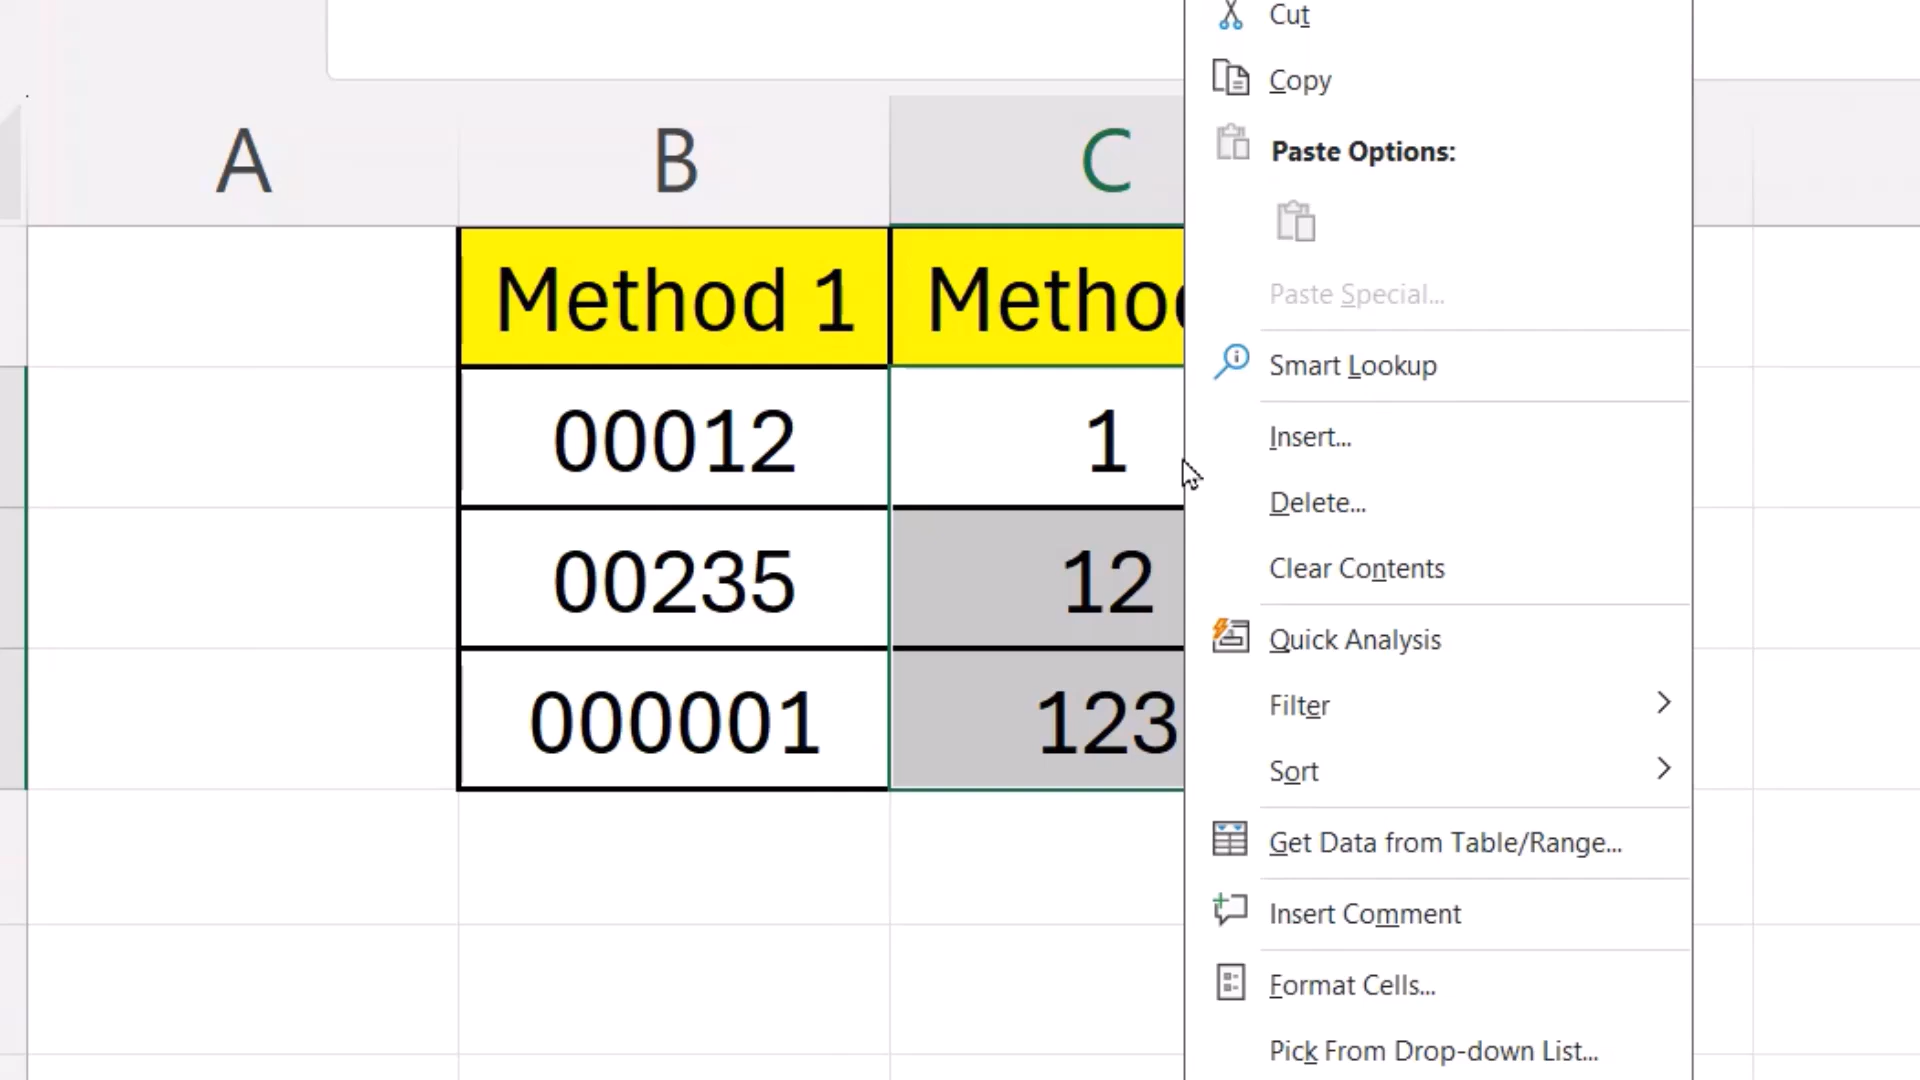 A B C
Method 1 Metho
00012 1
00235 12
000001 123
Cut
Copy
Paste Options:
Paste Special...
Smart Lookup
Insert...
Delete...
Clear Contents
Quick Analysis
Filter
Sort
Get Data from Table/Range...
Insert Comment
Format Cells...
Pick From Drop-down List...